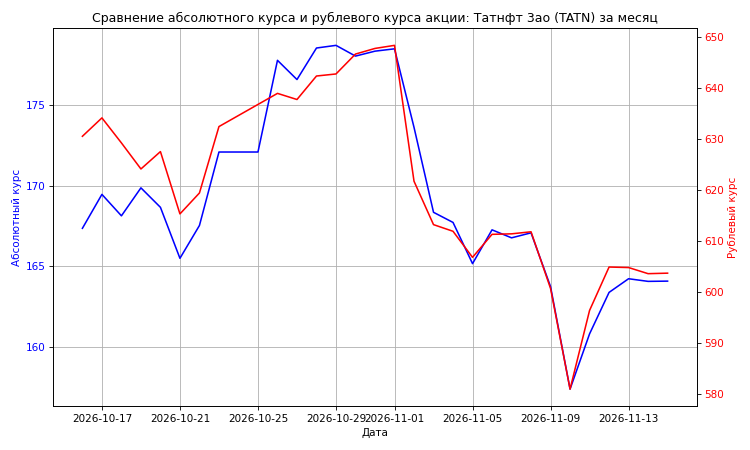 Сравнение абсолютного курса и рублевого курса акции: Татнфт 3ао (TATN) за месяц
Абсолютный курс
175
170
165
160
650
640
630
620
610
600
590
580
Рублевый курс
2026-10-17 2026-10-21 2026-10-25 2026-10-29 2026-11-01 2026-11-05 2026-11-09 2026-11-13
Дата